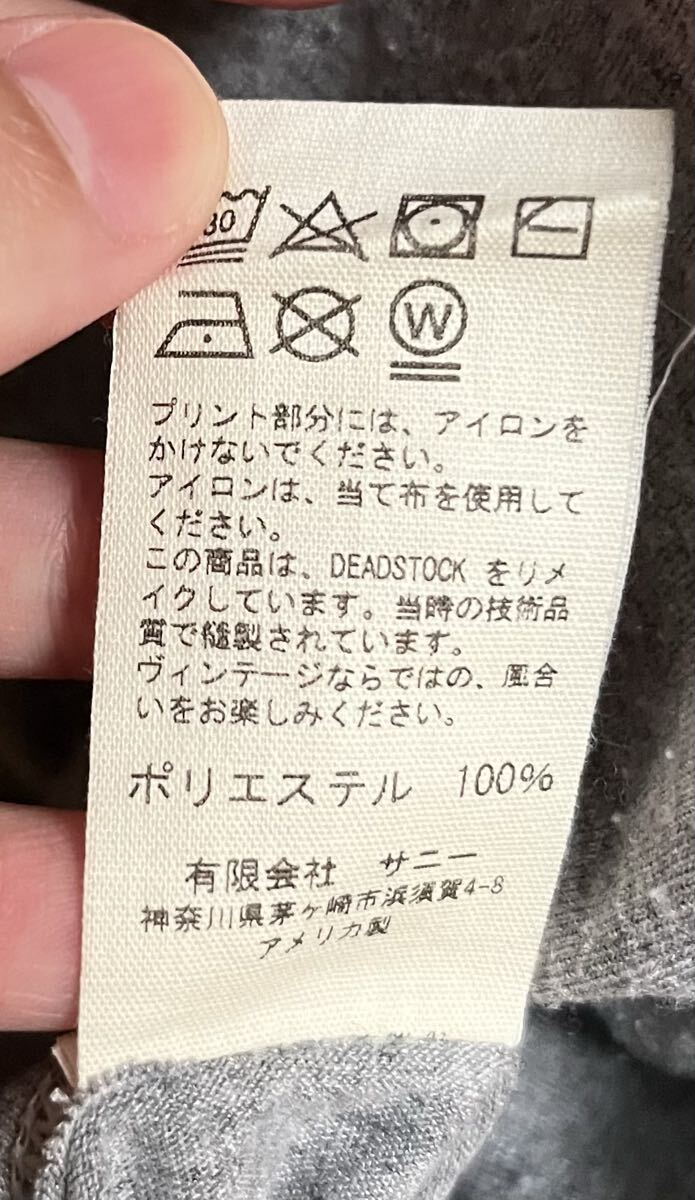 30
W
プリント部分には、アイロンを
かけないでください。
アイロンは、当て布を使用して
ください。
この商品は、DEADSTOCK をリメ
イクしています。当時の技術品
質で縫製されています。
ヴィンテージならではの、風合
いをお楽しみください。
ポリエステル 100%
有限会社 サニー
神奈川県茅ヶ崎市浜須賀4-8
アメリカ製